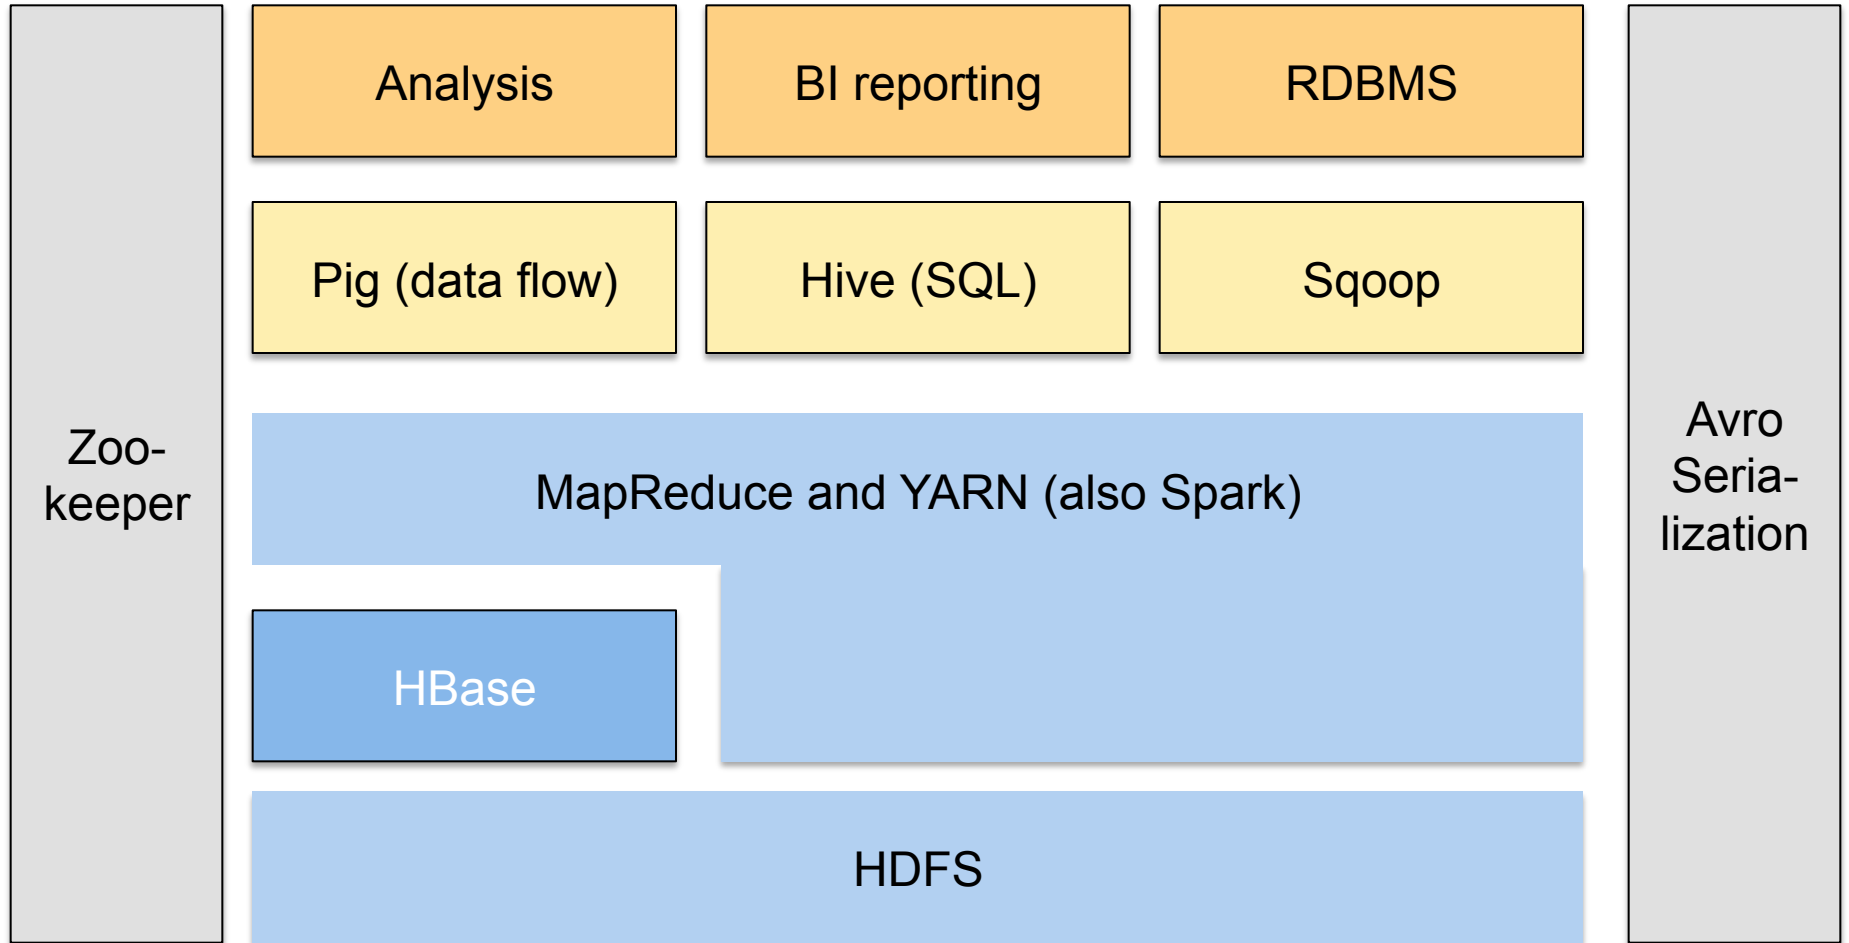 Analysis
BI reporting
RDBMS
Pig (data flow)
Hive (SQL)
Sqoop
Zoo-
keeper
MapReduce and YARN (also Spark)
Avro
Seria-
lization
HBase
HDFS